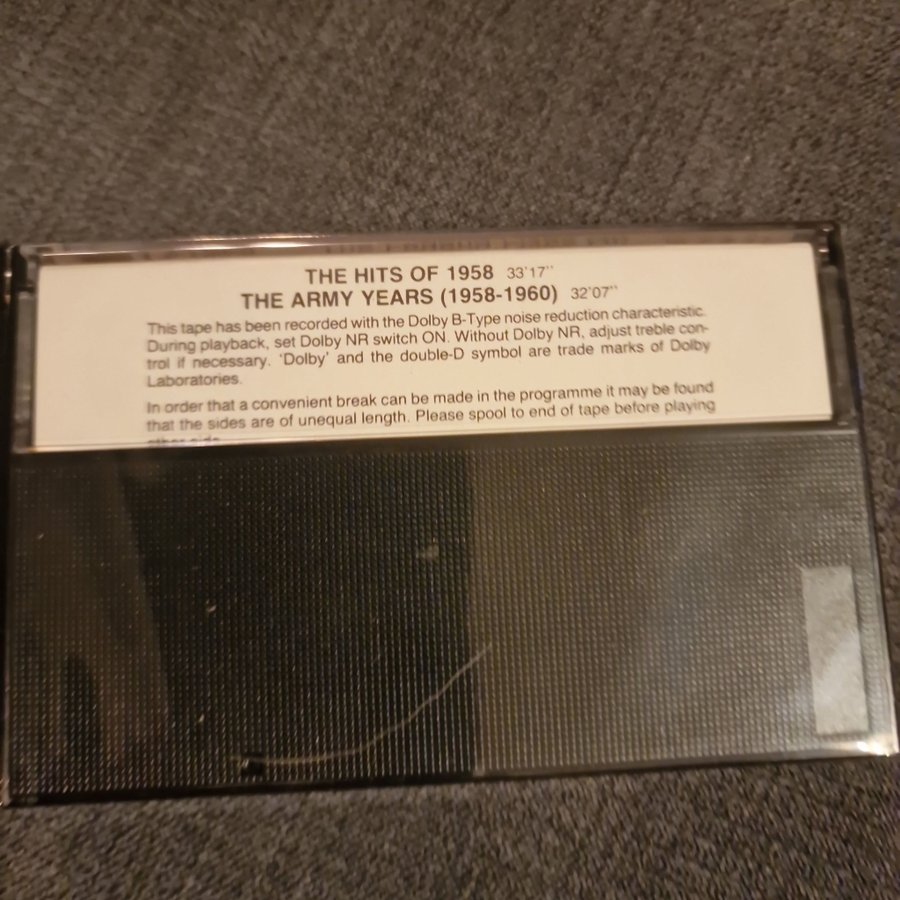 THE HITS OF 1958 33'17"
THE ARMY YEARS (1958-1960) 32'07"
This tape has been recorded with the Dolby B-Type noise reduction characteristic.
During playback, set Dolby NR switch ON. Without Dolby NR, adjust treble con-
trol if necessary. 'Dolby' and the double-D symbol are trade marks of Dolby
Laboratories.
In order that a convenient break can be made in the programme it may be found
that the sides are of unequal length. Please spool to end of tape before playing